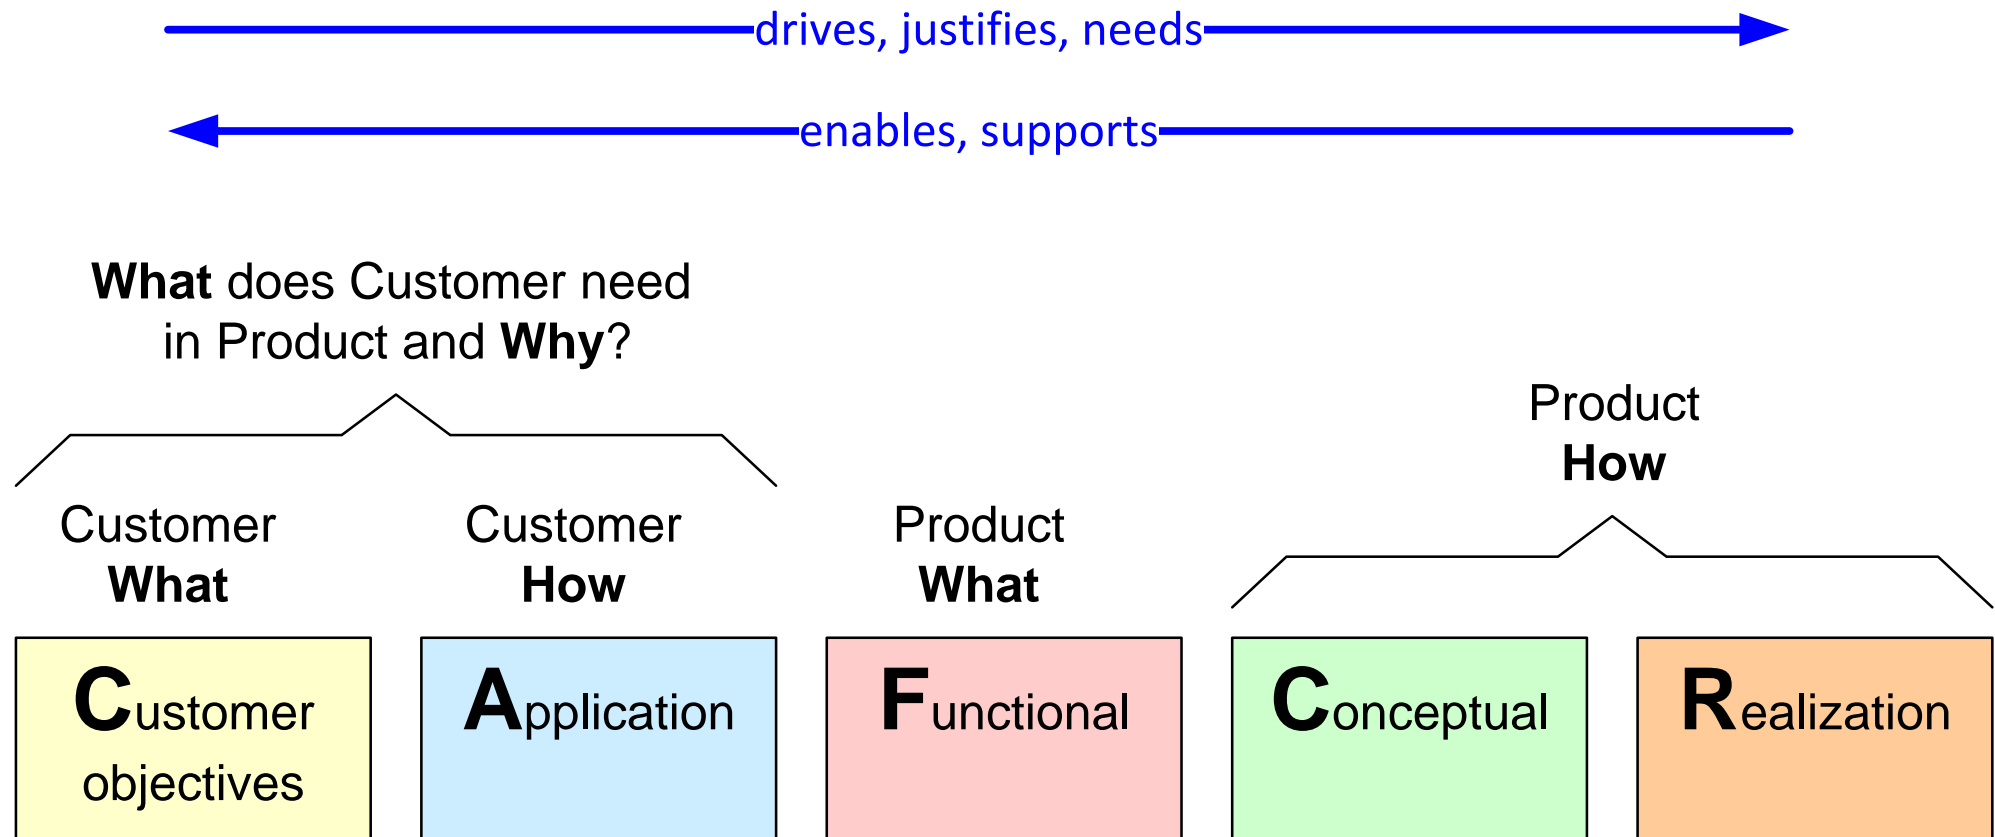 drives, justifies, needs
enables, supports
What does Customer need
in Product and Why?
Product
How
Customer
What
Customer
How
Product
What
Customer
objectives
Application
Functional
Conceptual
Realization